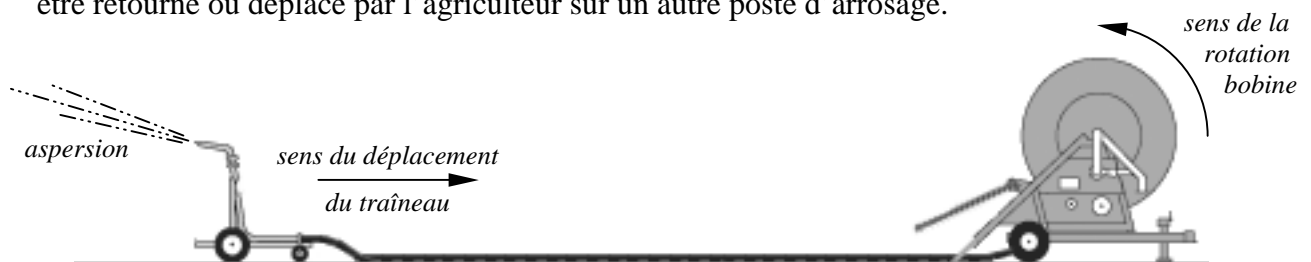 être retourné ou déplacé par l'agriculteur sur un autre poste d'arrosage.
sens de la
rotation
bobine
aspersion
sens du déplacement
du traîneau